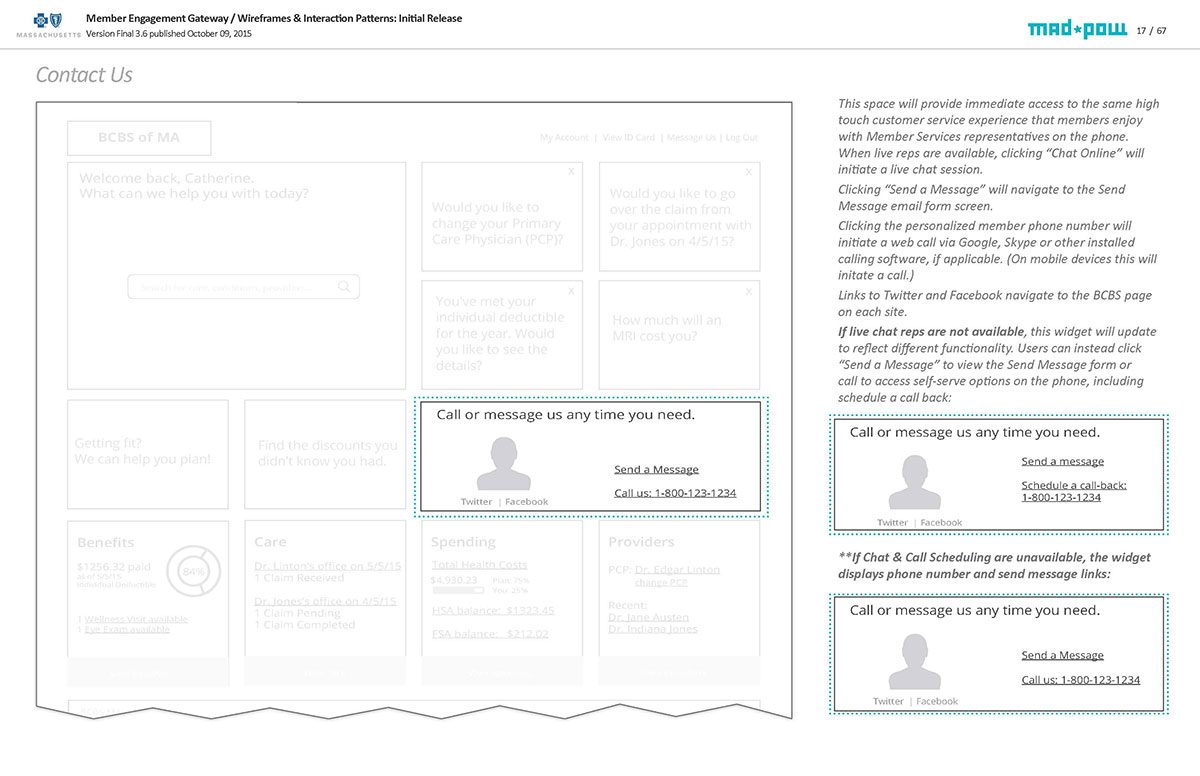 MASSACHUSETTS
Member Engagement Gateway / Wireframes & Interaction Patterns: Initial Release
Version Final 3.6 published October 09, 2015
mad*pow
17 / 67
Contact Us
BCBS of MA
My Account | View ID Card | Message Us | Log Out
Welcome back, Catherine.
What can we help you with today?
Search for care, conditions, providers...
X
Would you like to
change your Primary
Care Physician (PCP)?
X
Would you like to go
over the claim from
your appointment with
Dr. Jones on 4/5/15?
X
You've met your
individual deductible
for the year. Would
you like to see the
details?
X
How much will an
MRI cost you?
Getting fit?
We can help you plan!
Find the discounts you
didn't know you had.
Call or message us any time you need.
Send a Message
Call us: 1-800-123-1234
Twitter | Facebook
Benefits
$1256.32 paid
as of 5/5/15
Individual Deductible
84%
1 Wellness Visit available
1 Eye Exam available
Care
Dr. Linton's office on 5/5/15
1 Claim Received
Dr. Jones's office on 4/5/15
1 Claim Pending
1 Claim Completed
Spending
Total Health Costs
$4,930.23
Plan 75%
You 25%
HSA balance: $1323.45
FSA balance: $212.02
Providers
PCP: Dr. Edgar Linton
change PCP
Recent:
Dr. Jane Austen
Dr. Indiana Jones
This space will provide immediate access to the same high
touch customer service experience that members enjoy
with Member Services representatives on the phone.
When live reps are available, clicking “Chat Online” will
initiate a live chat session.
Clicking “Send a Message” will navigate to the Send
Message email form screen.
Clicking the personalized member phone number will
initiate a web call via Google, Skype or other installed
calling software, if applicable. (On mobile devices this will
initate a call.)
Links to Twitter and Facebook navigate to the BCBS page
on each site.
If live chat reps are not available, this widget will update
to reflect different functionality. Users can instead click
“Send a Message” to view the Send Message form or
call to access self-serve options on the phone, including
schedule a call back:
Call or message us any time you need.
Send a message
Schedule a call-back:
1-800-123-1234
Twitter | Facebook
**If Chat & Call Scheduling are unavailable, the widget
displays phone number and send message links:
Call or message us any time you need.
Send a Message
Call us: 1-800-123-1234
Twitter | Facebook